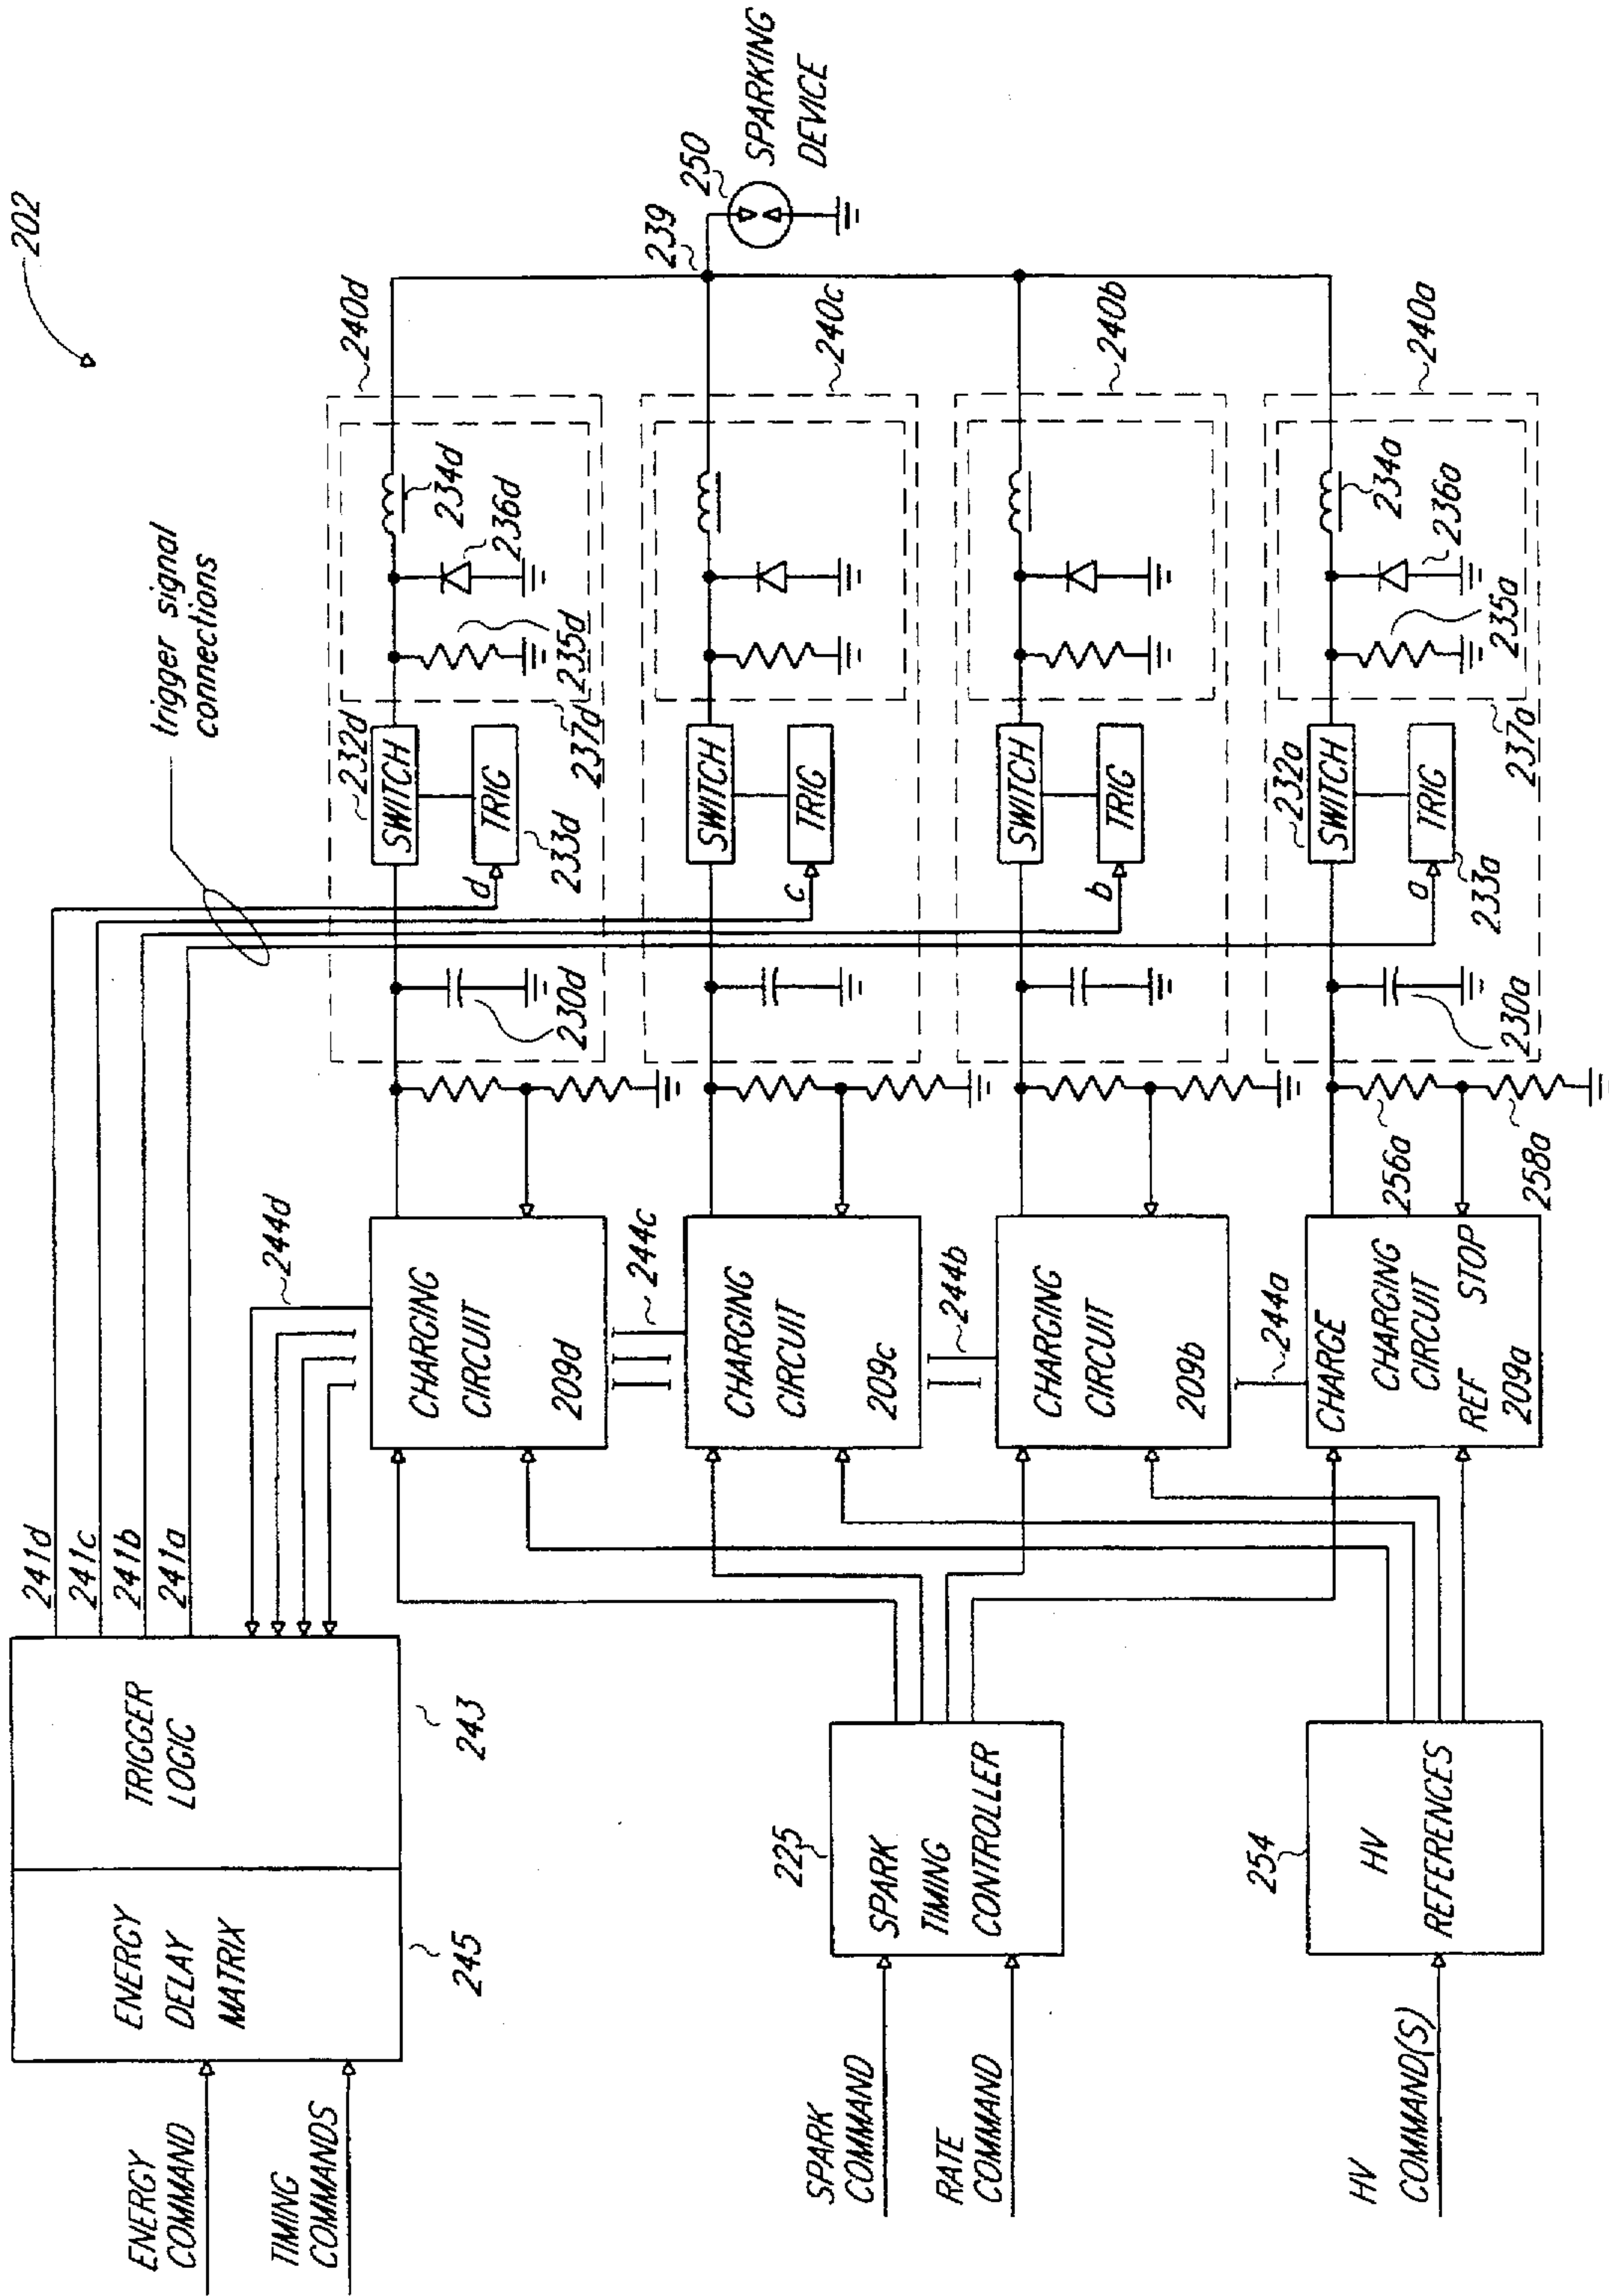 202
trigger signal
connections
ENERGY
COMMAND
TIMING
COMMANDS
ENERGY
DELAY
MATRIX
245
TRIGGER
LOGIC
243
241d
241c
241b
241a
244d
CHARGING
CIRCUIT
209d
230d
232d
SWITCH
TRIG
d
233d
237d
235d
234d
236d
240d
244c
CHARGING
CIRCUIT
209c
SWITCH
TRIG
c
240c
239
250
SPARKING
DEVICE
SPARK
COMMAND
RATE
COMMAND
225
SPARK
TIMING
CONTROLLER
244b
CHARGING
CIRCUIT
209b
SWITCH
TRIG
b
240b
HV
COMMAND(S)
254
HV
REFERENCES
244a
CHARGE
CHARGING
CIRCUIT
REF STOP
209a
256a
258a
230a
232a
SWITCH
TRIG
a
233a
237a
235a
234a
236a
240a